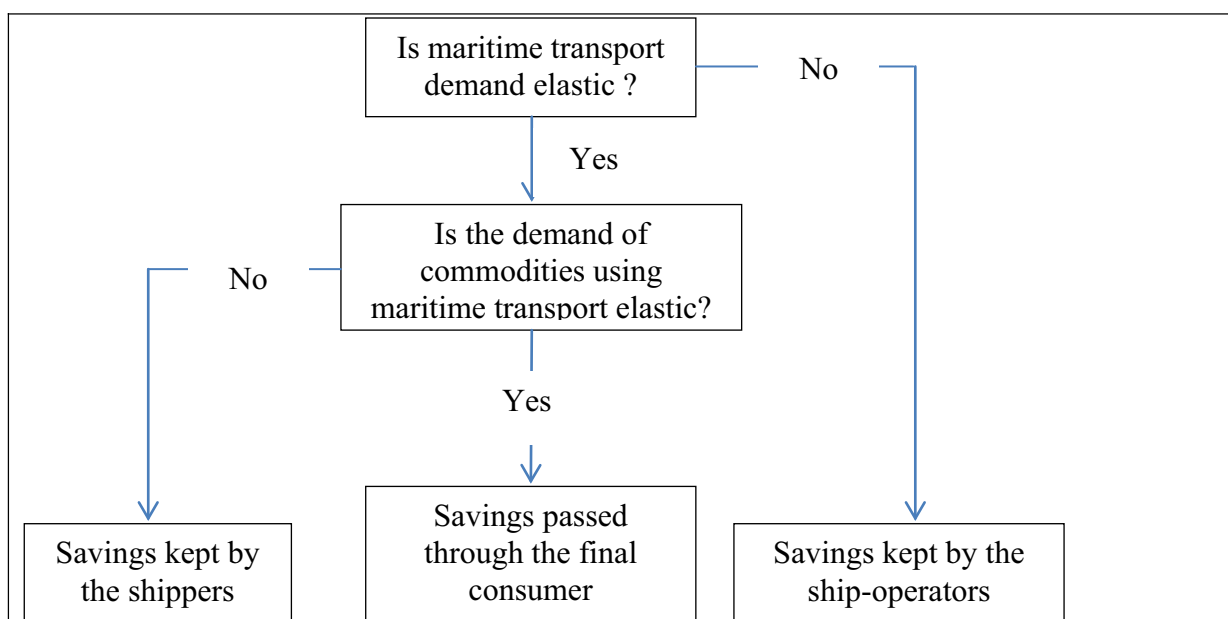 Is maritime transport
demand elastic ?
No
Yes
Is the demand of
commodities using
maritime transport elastic?
No
Yes
Savings kept by
the shippers
Savings passed
through the final
consumer
Savings kept by the
ship-operators